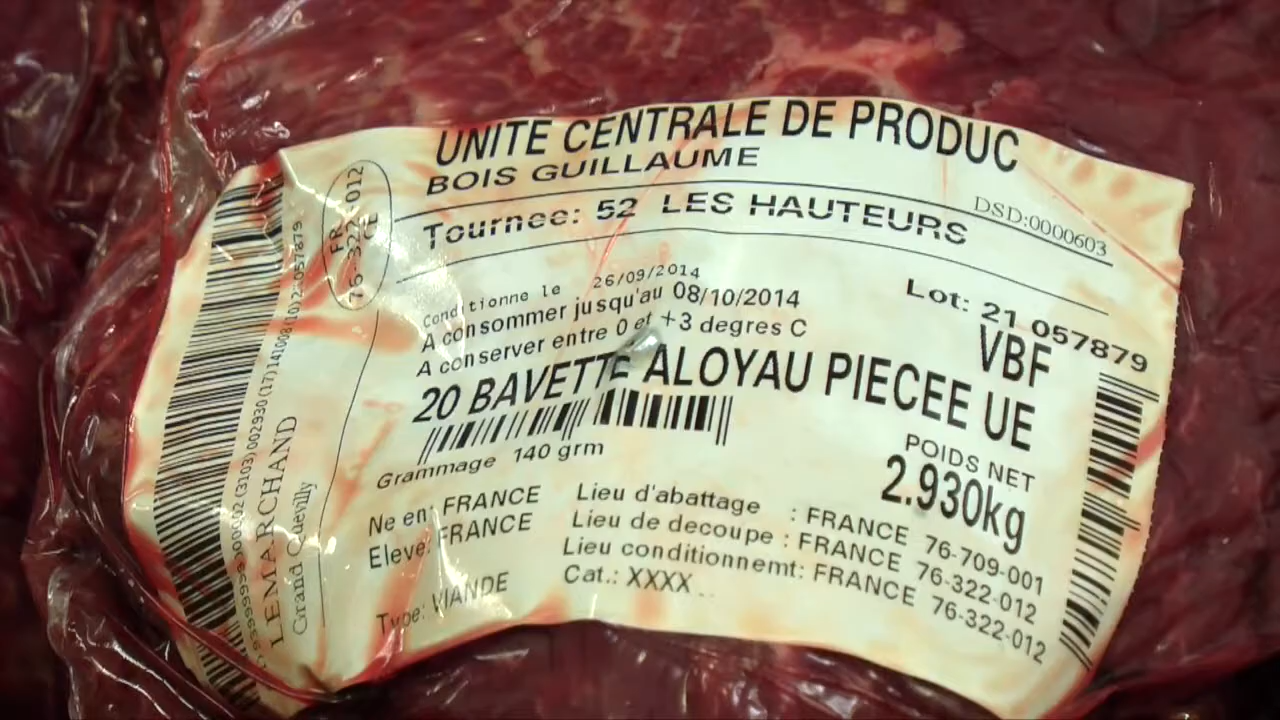 UNITE CENTRALE DE PRODUC
BOIS GUILLAUME
DSD:0000603
Tournee: 52 LES HAUTEURS
Conditionne le 26/09/2014
A consommer jusqu'au 08/10/2014
A conserver entre 0 et +3 degres C
Lot: 21 057879
VBF
20 BAVETTE ALOYAU PIECEE UE
Grammage 140 grm
POIDS NET
2.930kg
Ne en: FRANCE
Eleve: FRANCE
Type: VIANDE
Lieu d'abattage : FRANCE 76-709-001
Lieu de decoupe : FRANCE 76-322-012
Lieu conditionnemt: FRANCE 76-322-012
Cat.: XXXX
FR
76-322-012
CE
LEMARCHAND
Grand Quevilly